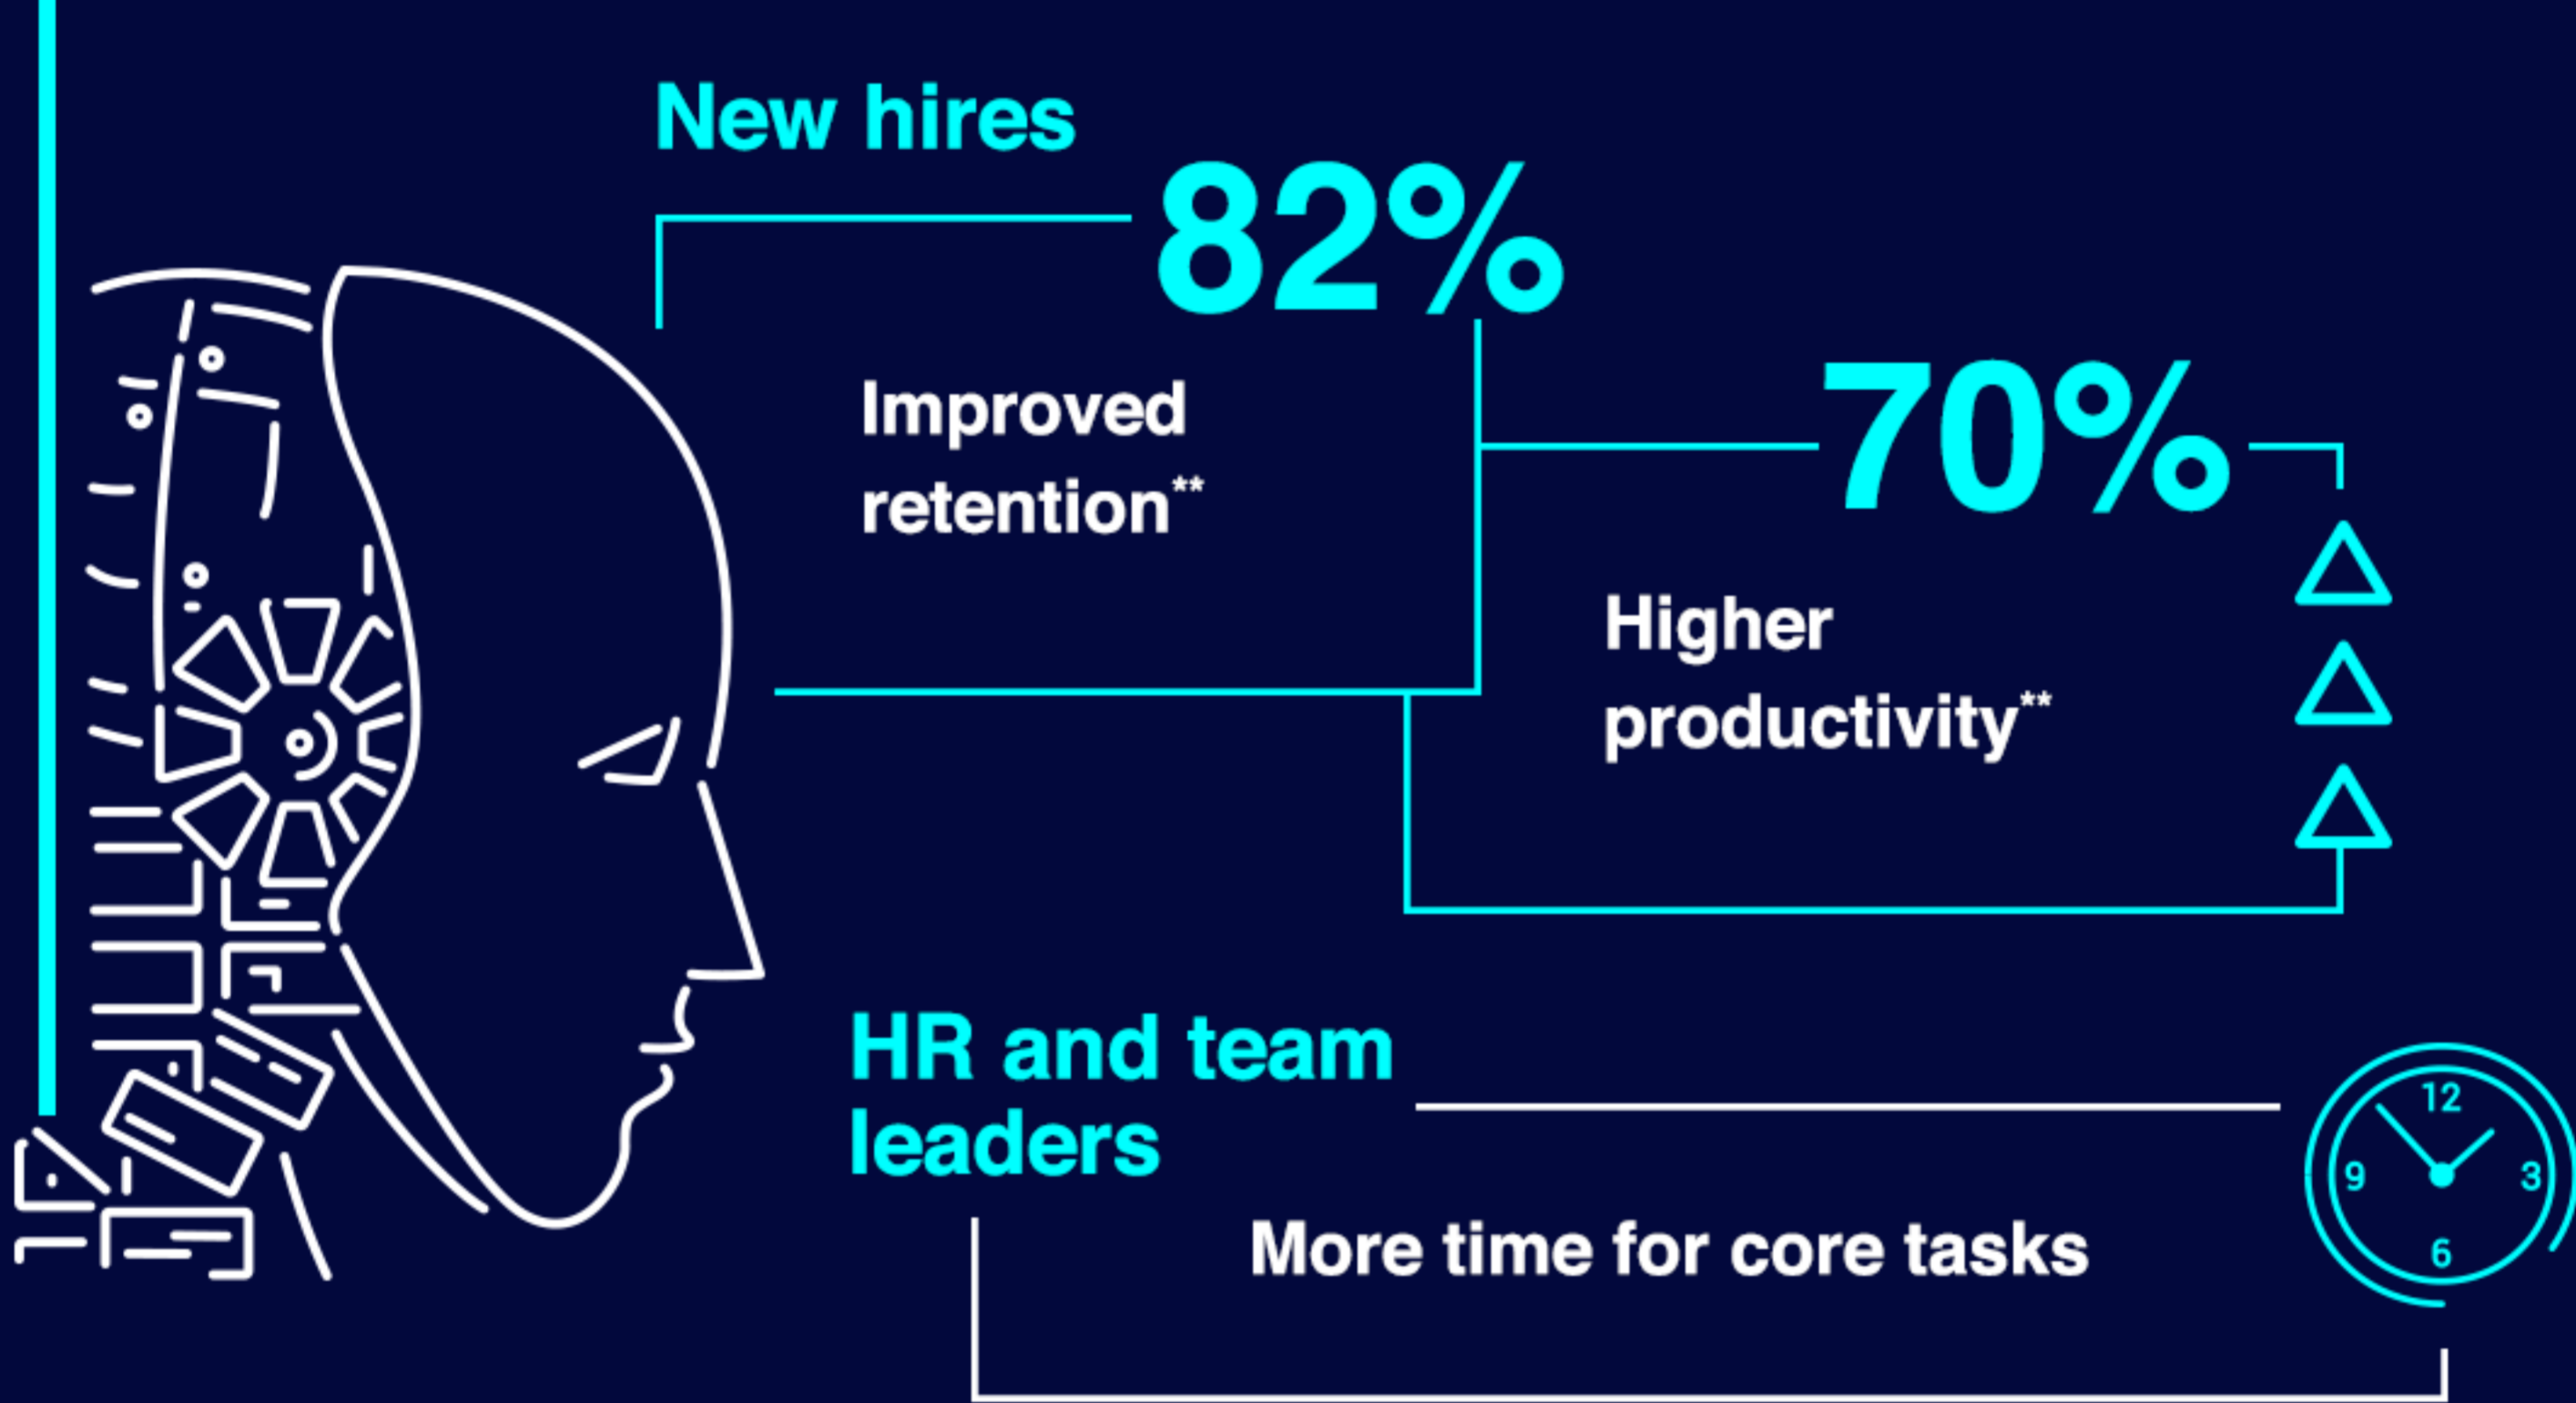 New hires
82%
Improved
retention**
70%
Higher
productivity**
HR and team
leaders
More time for core tasks
12
9
3
6